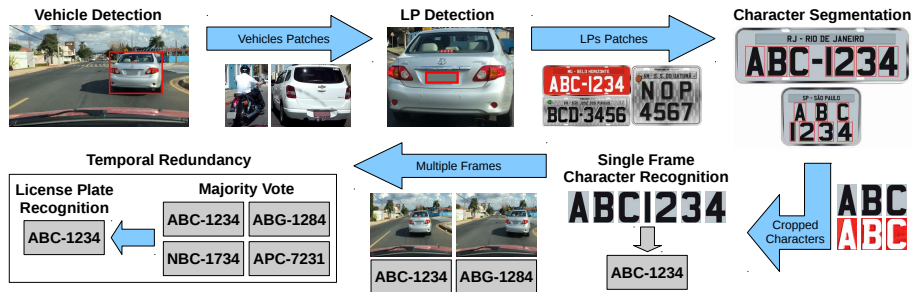 Vehicle Detection
Vehicles Patches
LP Detection
LPs Patches
MG - BELO HORIZONTE
ABC-1234
BCD-3456
NOP
4567
Character Segmentation
RJ - RIO DE JANEIRO
ABC-1234
SP - SÃO PAULO
ABC
1234
Cropped
Characters
ABC
ABC
Single Frame
Character Recognition
ABC1234
ABC-1234
Multiple Frames
ABC-1234
ABG-1284
Temporal Redundancy
Majority Vote
ABC-1234
ABG-1284
NBC-1734
APC-7231
License Plate
Recognition
ABC-1234